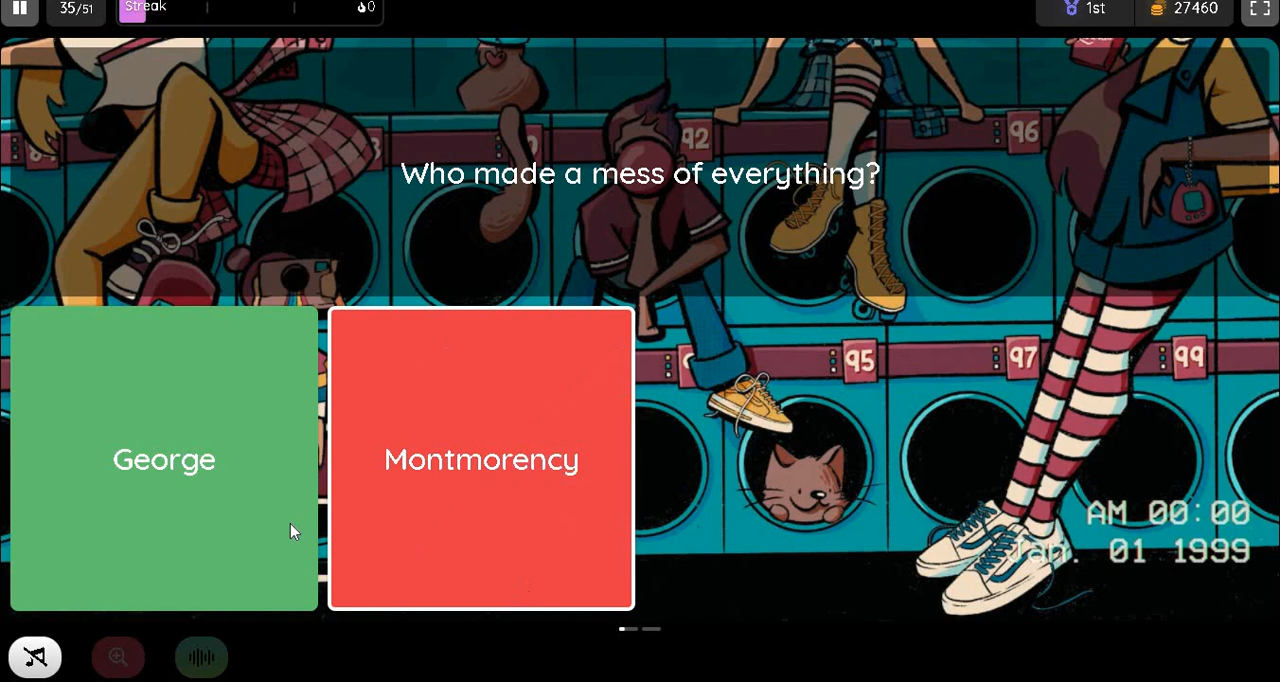 35/51
Streak
0
1st
27460
92
96
Who made a mess of everything?
95
97
99
George
Montmorency
AM 00:00
Jan. 01 1999